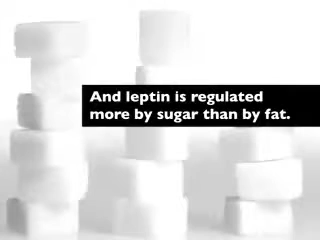 And leptin is regulated
more by sugar than by fat.